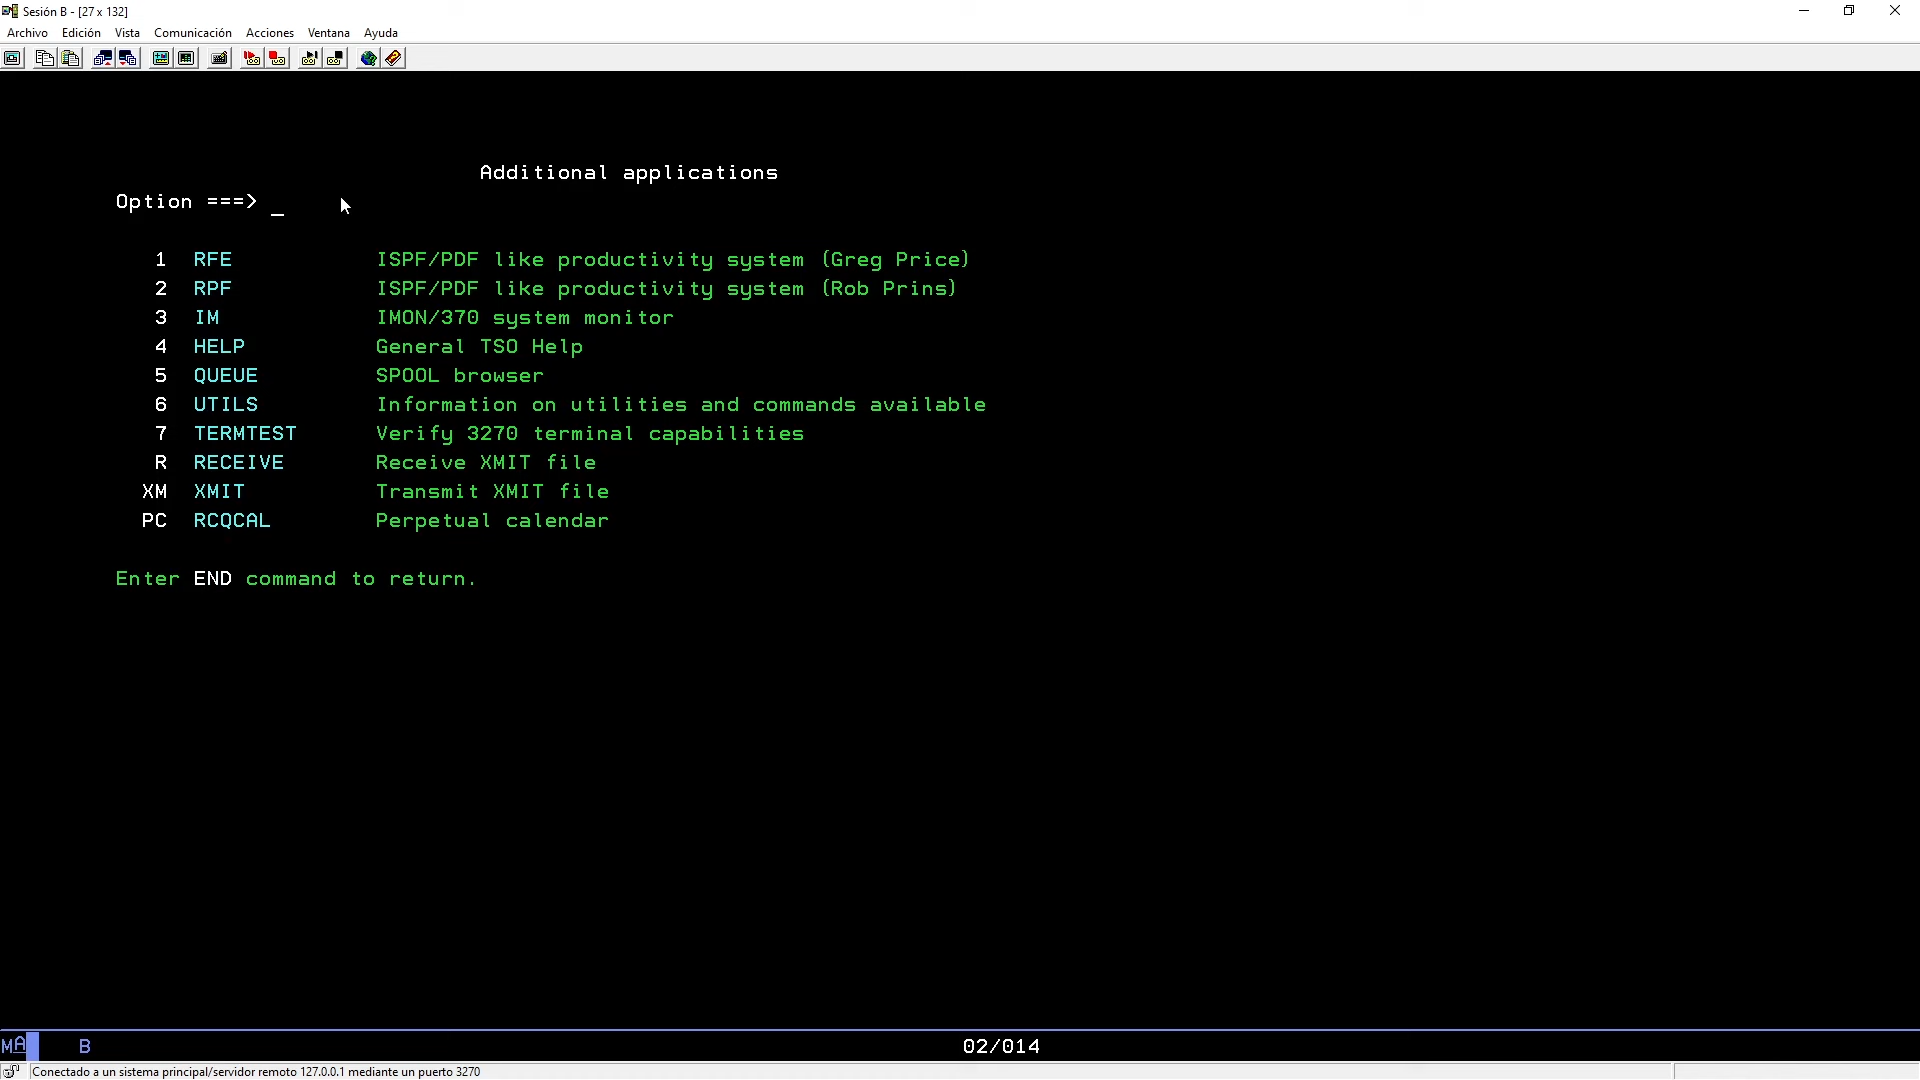 Sesión B - [27 x 132]
Archivo Edición Vista Comunicación Acciones Ventana Ayuda
Additional applications
Option ===> _
1 RFE ISPF/PDF like productivity system (Greg Price)
2 RPF ISPF/PDF like productivity system (Rob Prins)
3 IM IMON/370 system monitor
4 HELP General TSO Help
5 QUEUE SPOOL browser
6 UTILS Information on utilities and commands available
7 TERMTEST Verify 3270 terminal capabilities
R RECEIVE Receive XMIT file
XM XMIT Transmit XMIT file
PC RCQCAL Perpetual calendar
Enter END command to return.
MA B 02/014
Conectado a un sistema principal/servidor remoto 127.0.0.1 mediante un puerto 3270